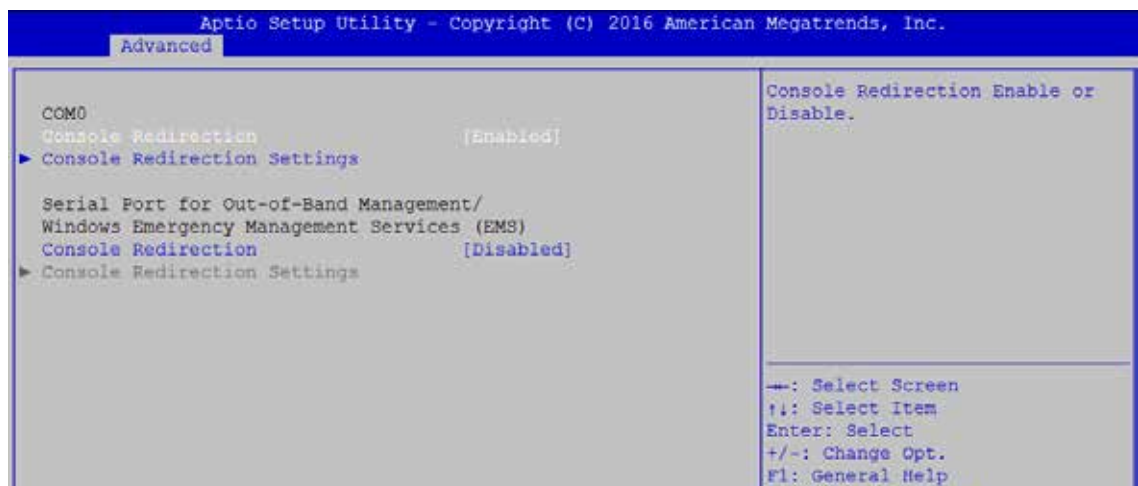 Aptio Setup Utility - Copyright (C) 2016 American Megatrends, Inc.
Advanced
COM0
Console Redirection [Enabled]
► Console Redirection Settings
Serial Port for Out-of-Band Management/
Windows Emergency Management Services (EMS)
Console Redirection [Disabled]
► Console Redirection Settings
Console Redirection Enable or
Disable.
→←: Select Screen
↑↓: Select Item
Enter: Select
+/-: Change Opt.
F1: General Help